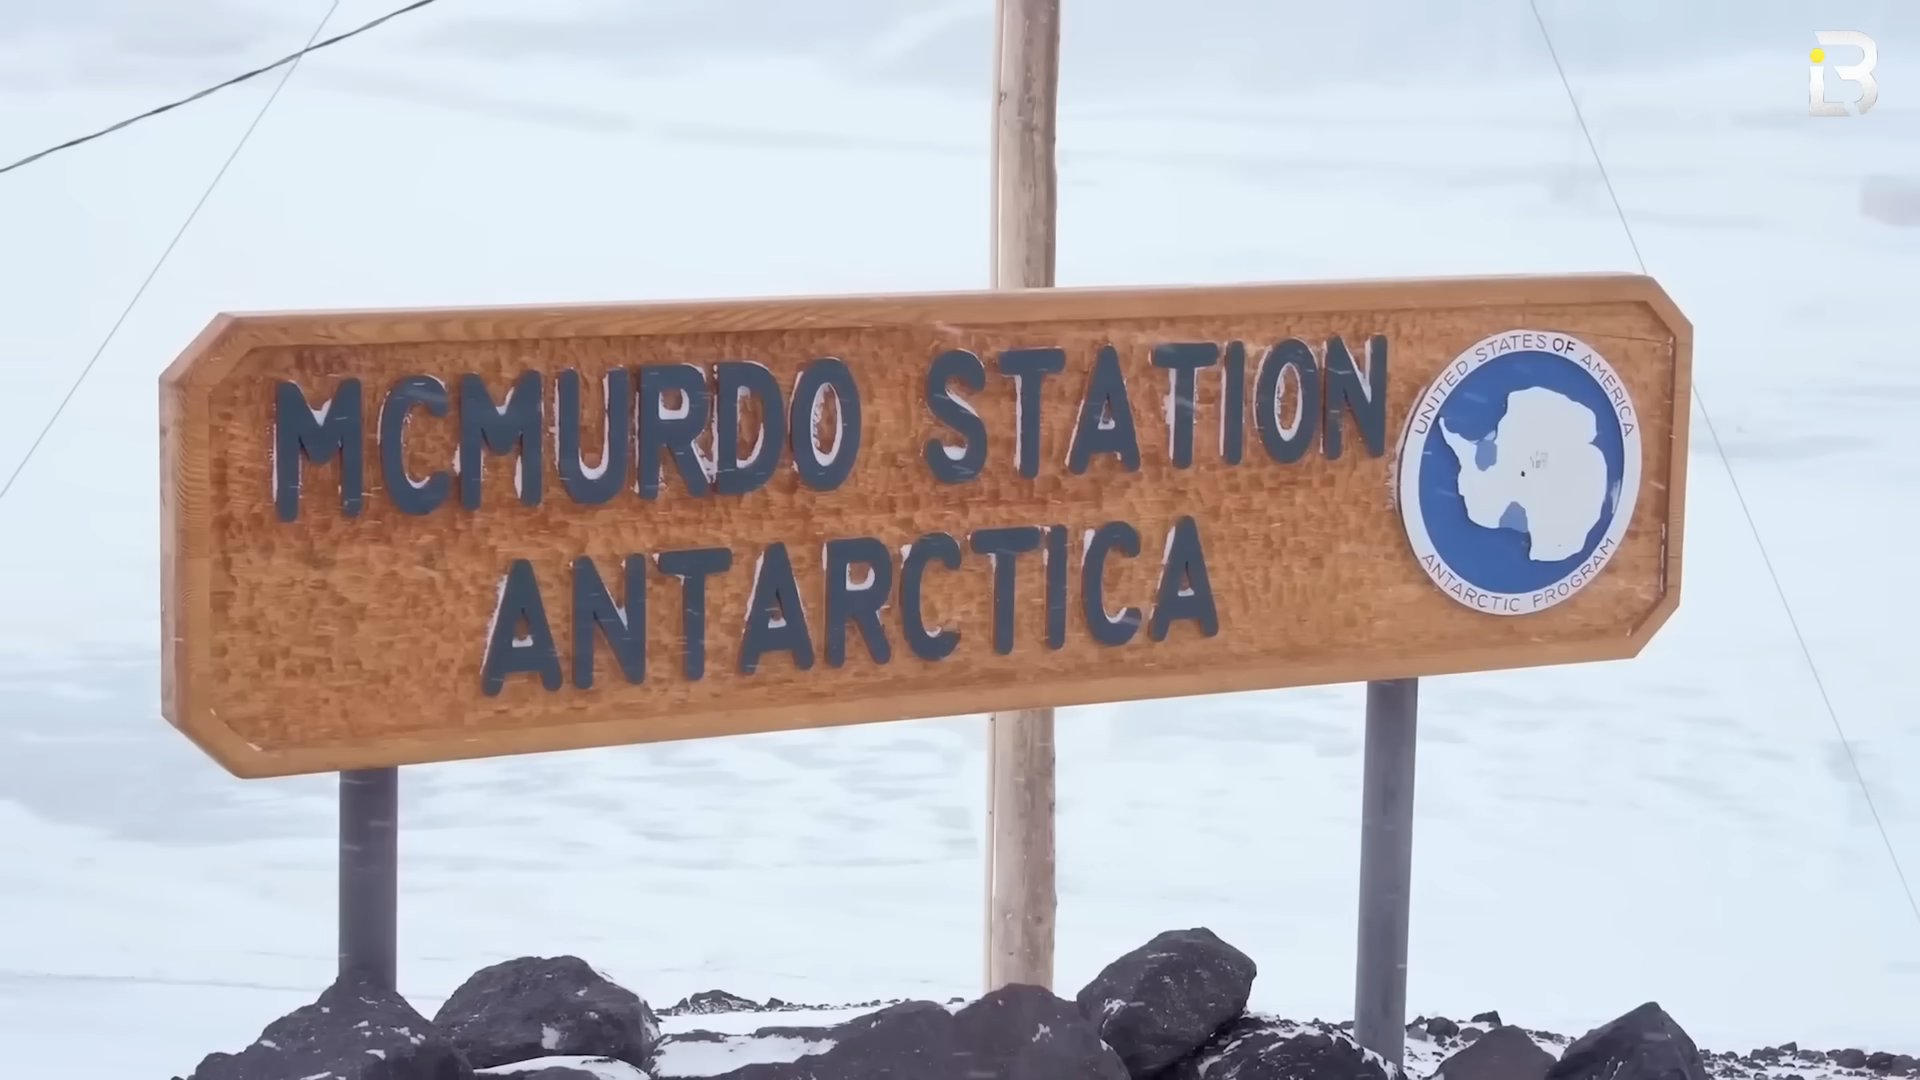 MCMURDO STATION
ANTARCTICA
UNITED STATES OF AMERICA
ANTARCTIC PROGRAM